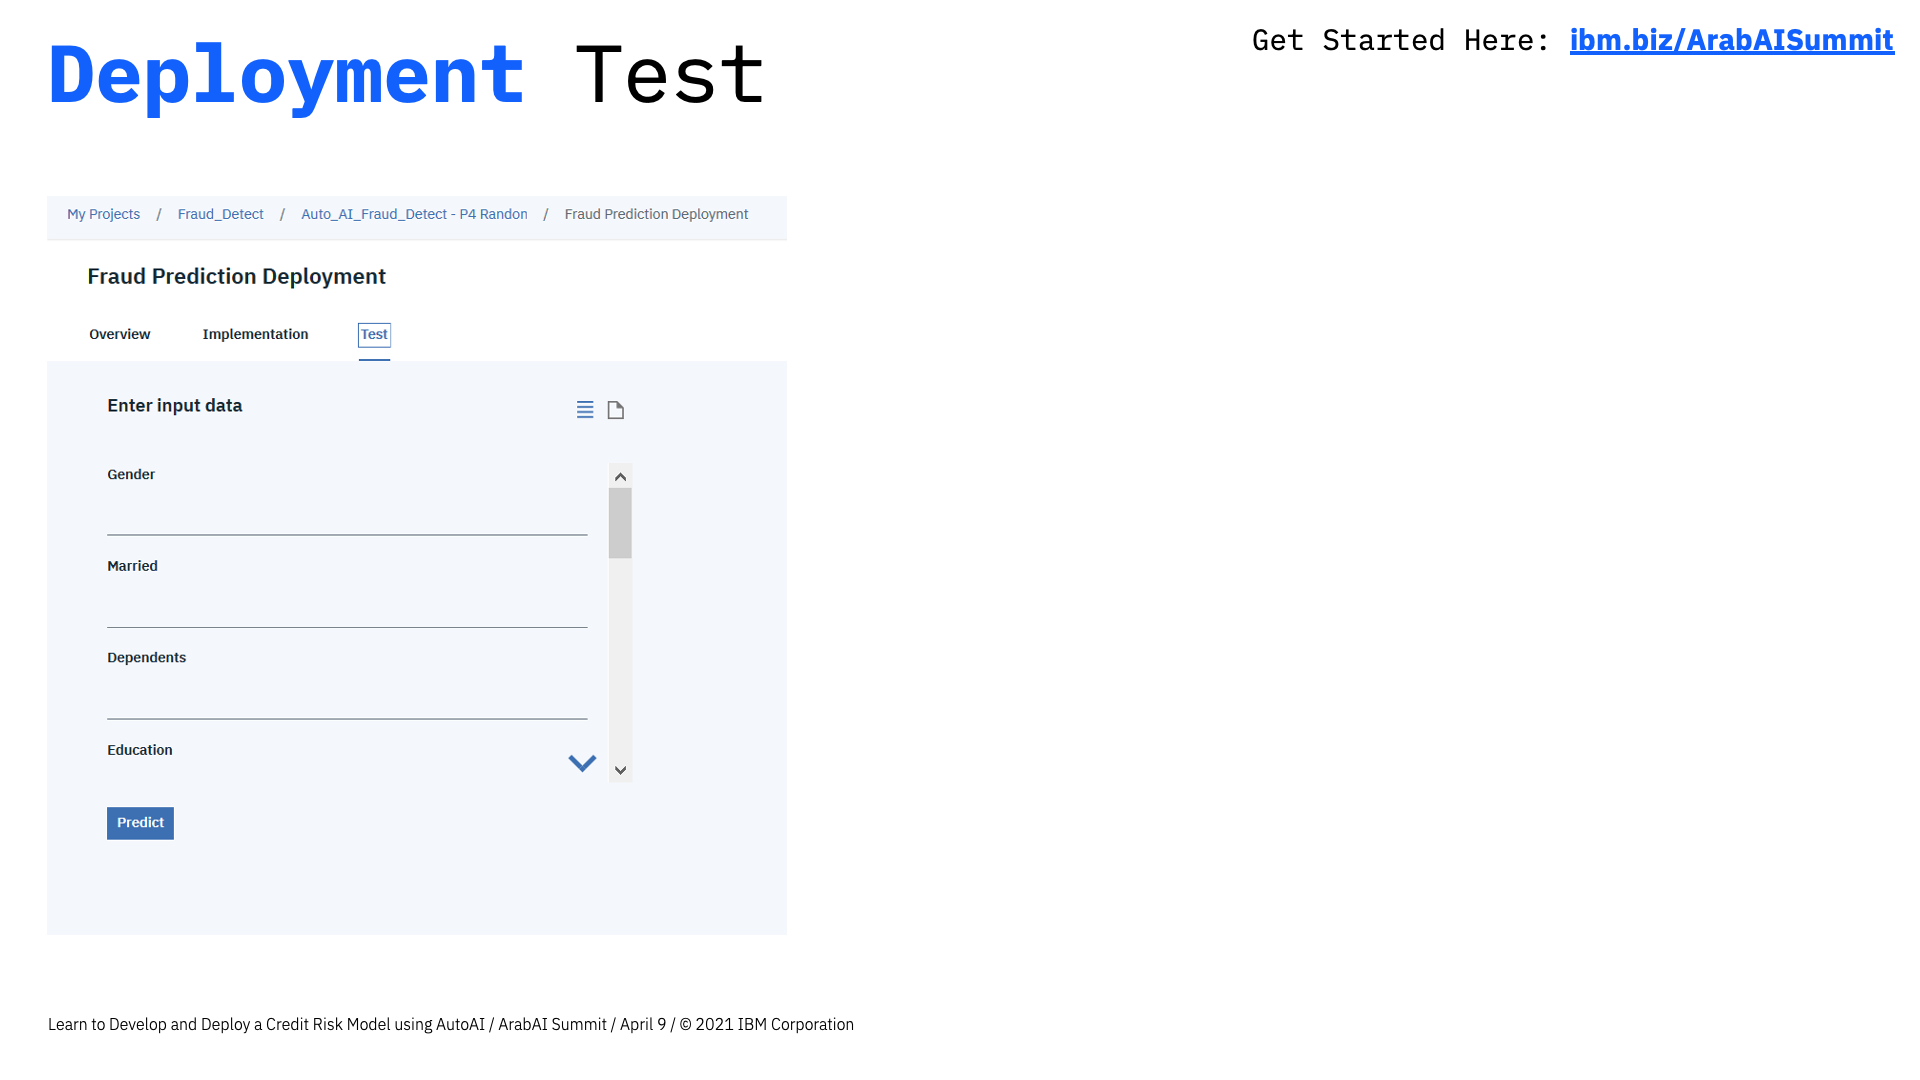 Deployment Test
Get Started Here: ibm.biz/ArabAISummit
My Projects / Fraud_Detect / Auto_AI_Fraud_Detect - P4 Randon / Fraud Prediction Deployment
Fraud Prediction Deployment
Overview Implementation Test
Enter input data
Gender
Married
Dependents
Education
Predict
Learn to Develop and Deploy a Credit Risk Model using AutoAI / ArabAI Summit / April 9 / © 2021 IBM Corporation